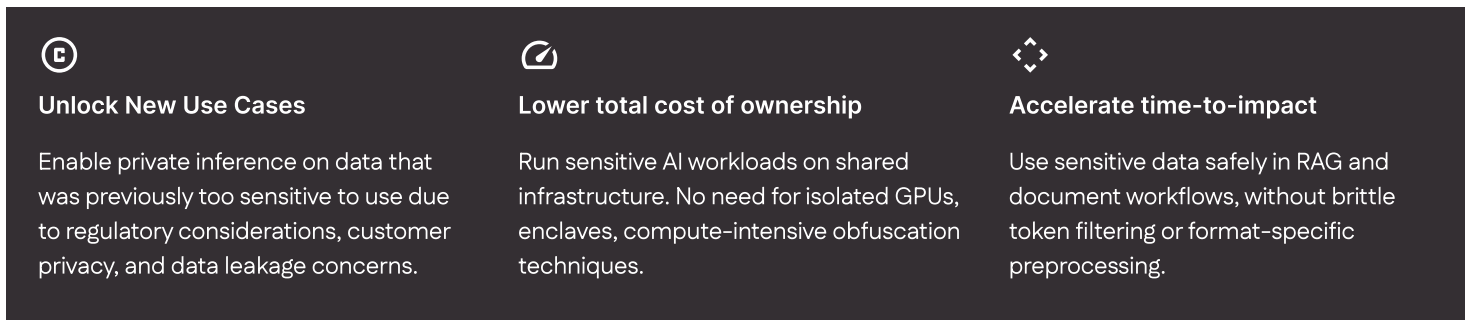 Unlock New Use Cases
Enable private inference on data that
was previously too sensitive to use due
to regulatory considerations, customer
privacy, and data leakage concerns.
Lower total cost of ownership
Run sensitive AI workloads on shared
infrastructure. No need for isolated GPUs,
enclaves, compute-intensive obfuscation
techniques.
Accelerate time-to-impact
Use sensitive data safely in RAG and
document workflows, without brittle
token filtering or format-specific
preprocessing.